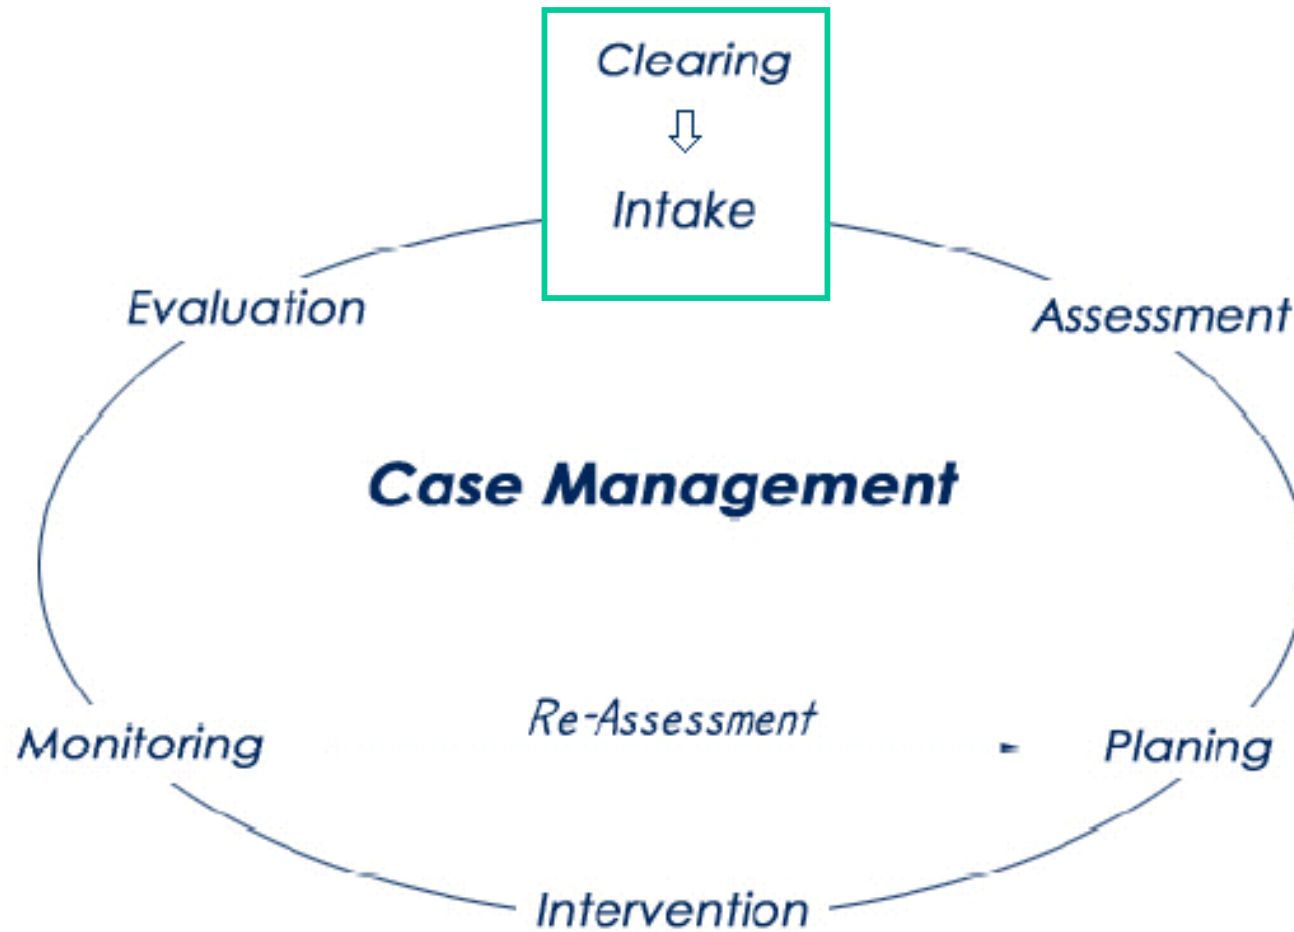 Clearing
Intake
Evaluation
Assessment
Case Management
Re-Assessment
Monitoring
Planing
Intervention